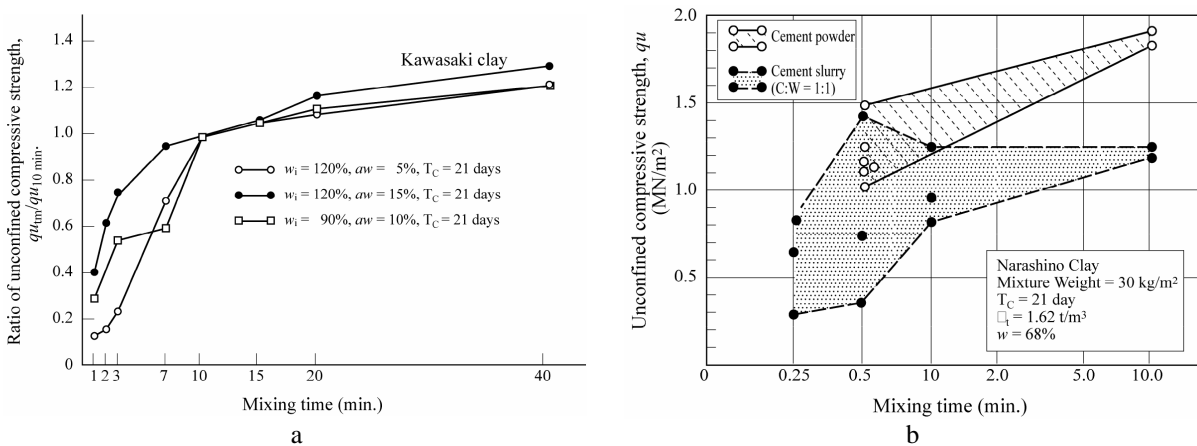 1.4
1.2
1.0
0.8
0.6
0.4
0.2
0
Ratio of unconfined compressive strength,
qu_tm/qu_10 min.
Kawasaki clay
w_i = 120%, aw = 5%, T_C = 21 days
w_i = 120%, aw = 15%, T_C = 21 days
w_i = 90%, aw = 10%, T_C = 21 days
1 2 3 7 10 15 20 40
Mixing time (min.)
a
2.0
1.5
1.0
0.5
Unconfined compressive strength, qu
(MN/m2)
Cement powder
Cement slurry
(C:W = 1:1)
Narashino Clay
Mixture Weight = 30 kg/m²
T_C = 21 day
□_t = 1.62 t/m³
w = 68%
0 0.25 0.5 10 2.0 5.0 10.0
Mixing time (min.)
b